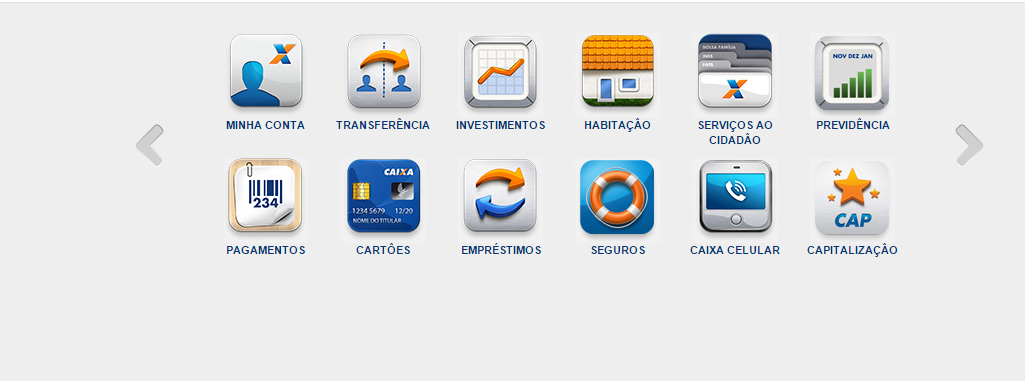 BOLSA FAMÍLIA
INSS
FGTS
NOV DEZ JAN
MINHA CONTA
TRANSFERÊNCIA
INVESTIMENTOS
HABITAÇÃO
SERVIÇOS AO
CIDADÃO
PREVIDÊNCIA
234
CAIXA
1234 5679 12/20
NOME DO TITULAR
CAP
PAGAMENTOS
CARTÕES
EMPRÉSTIMOS
SEGUROS
CAIXA CELULAR
CAPITALIZAÇÃO